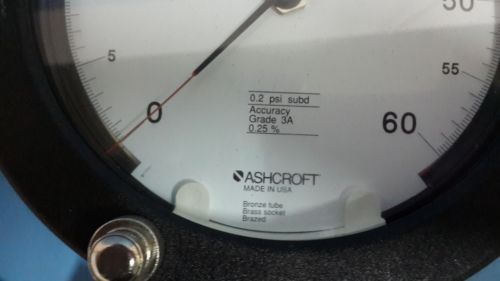 50
5
55
0
60
0.2 psi subd
Accuracy
Grade 3A
0.25 %
ASHCROFT
MADE IN USA
Bronze tube
Brass socket
Brazed